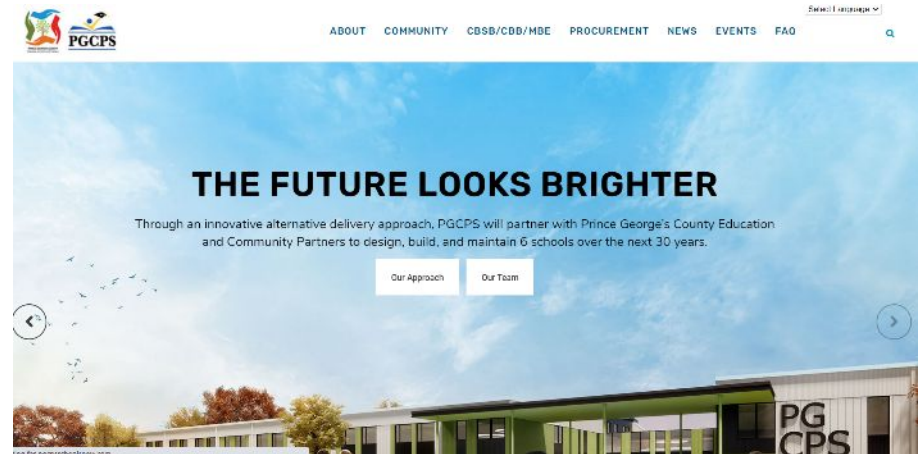 Select Language
PGCPS
ABOUT COMMUNITY CBSB/CBB/MBE PROCUREMENT NEWS EVENTS FAQ
THE FUTURE LOOKS BRIGHTER
Through an innovative alternative delivery approach, PGCPS will partner with Prince George's County Education
and Community Partners to design, build, and maintain 6 schools over the next 30 years.
Our Approach Our Team
PG
CPS